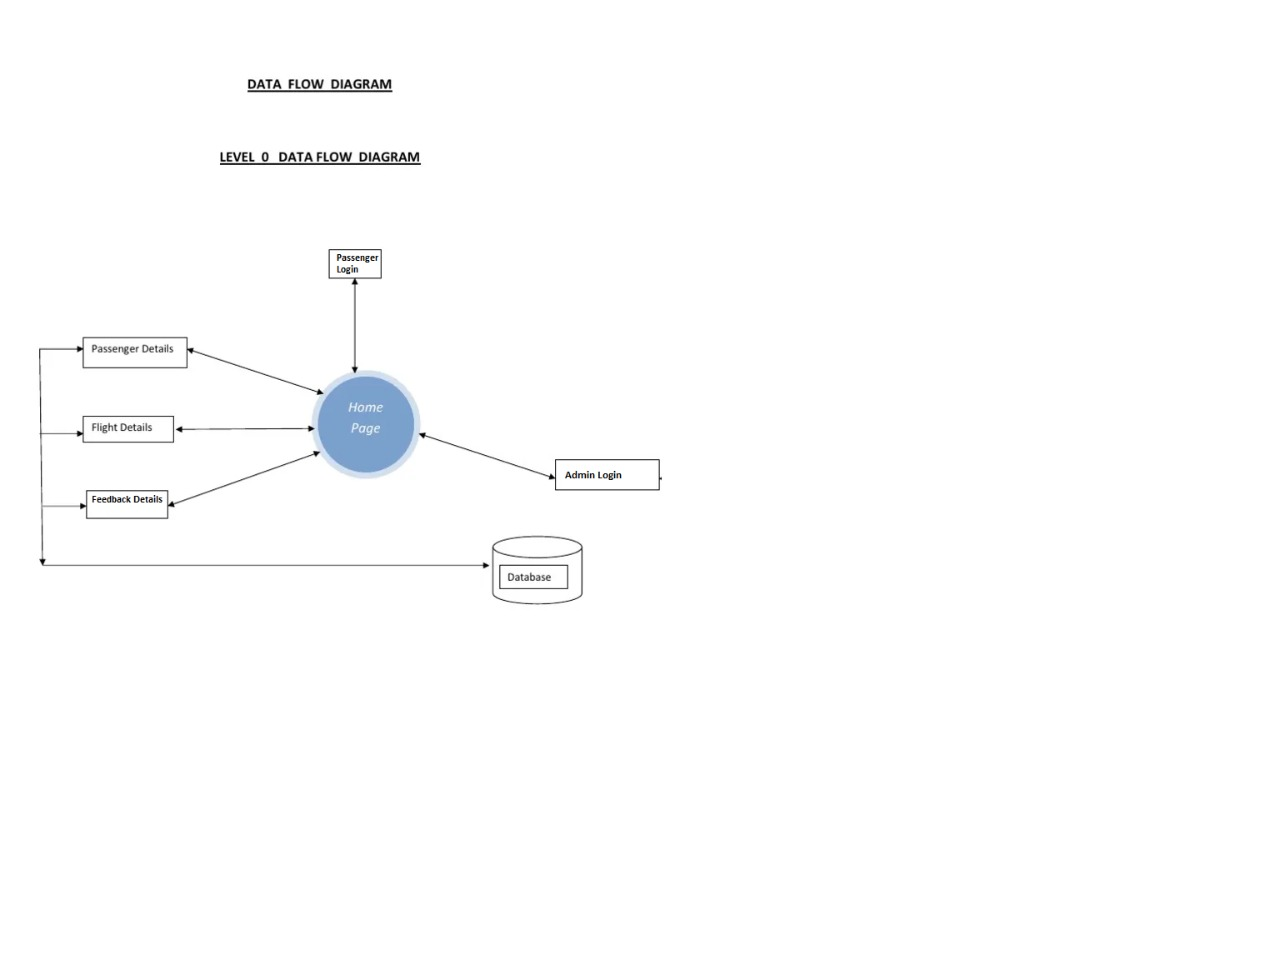 DATA FLOW DIAGRAM
LEVEL 0 DATA FLOW DIAGRAM
Passenger
Login
Passenger Details
Home
Page
Flight Details
Admin Login
Feedback Details
Database